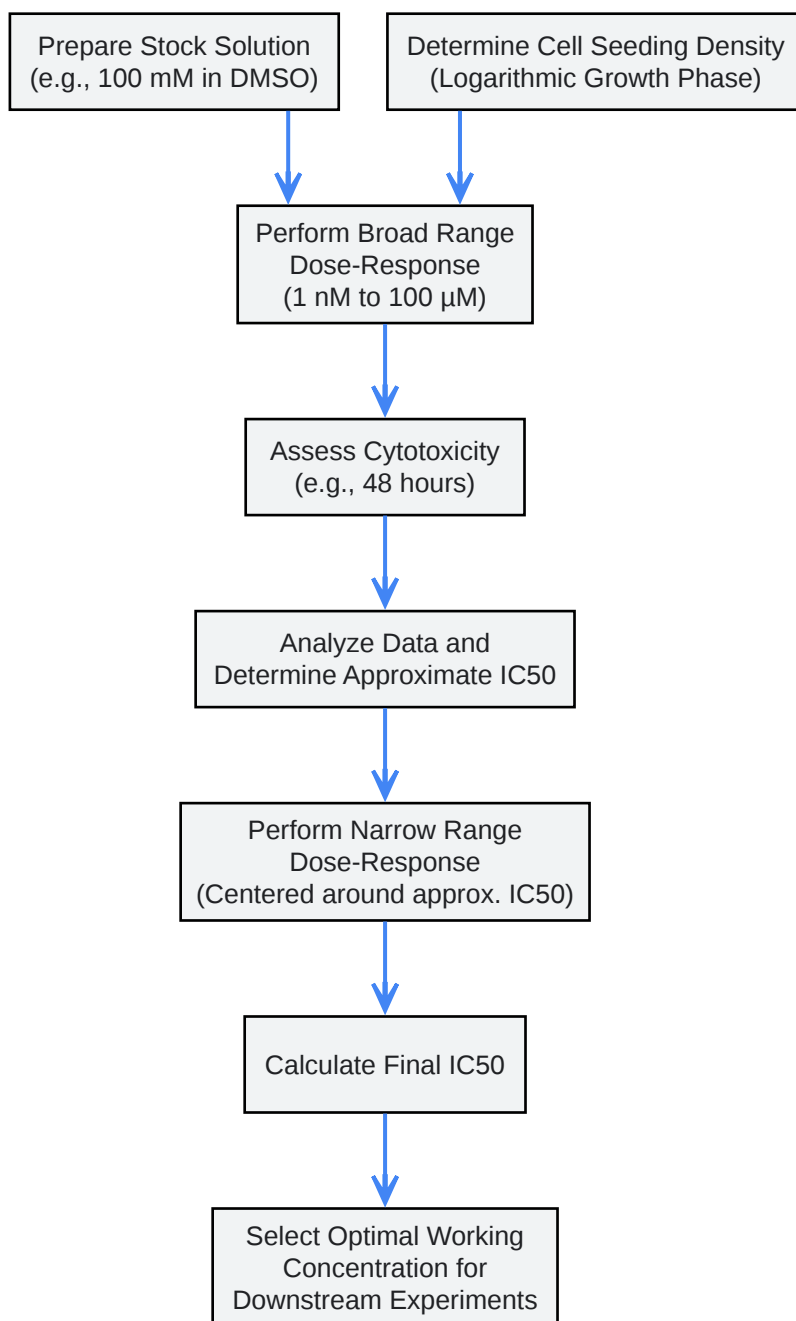 Prepare Stock Solution
(e.g., 100 mM in DMSO)
Determine Cell Seeding Density
(Logarithmic Growth Phase)
Perform Broad Range
Dose-Response
(1 nM to 100 µM)
Assess Cytotoxicity
(e.g., 48 hours)
Analyze Data and
Determine Approximate IC50
Perform Narrow Range
Dose-Response
(Centered around approx. IC50)
Calculate Final IC50
Select Optimal Working
Concentration for
Downstream Experiments